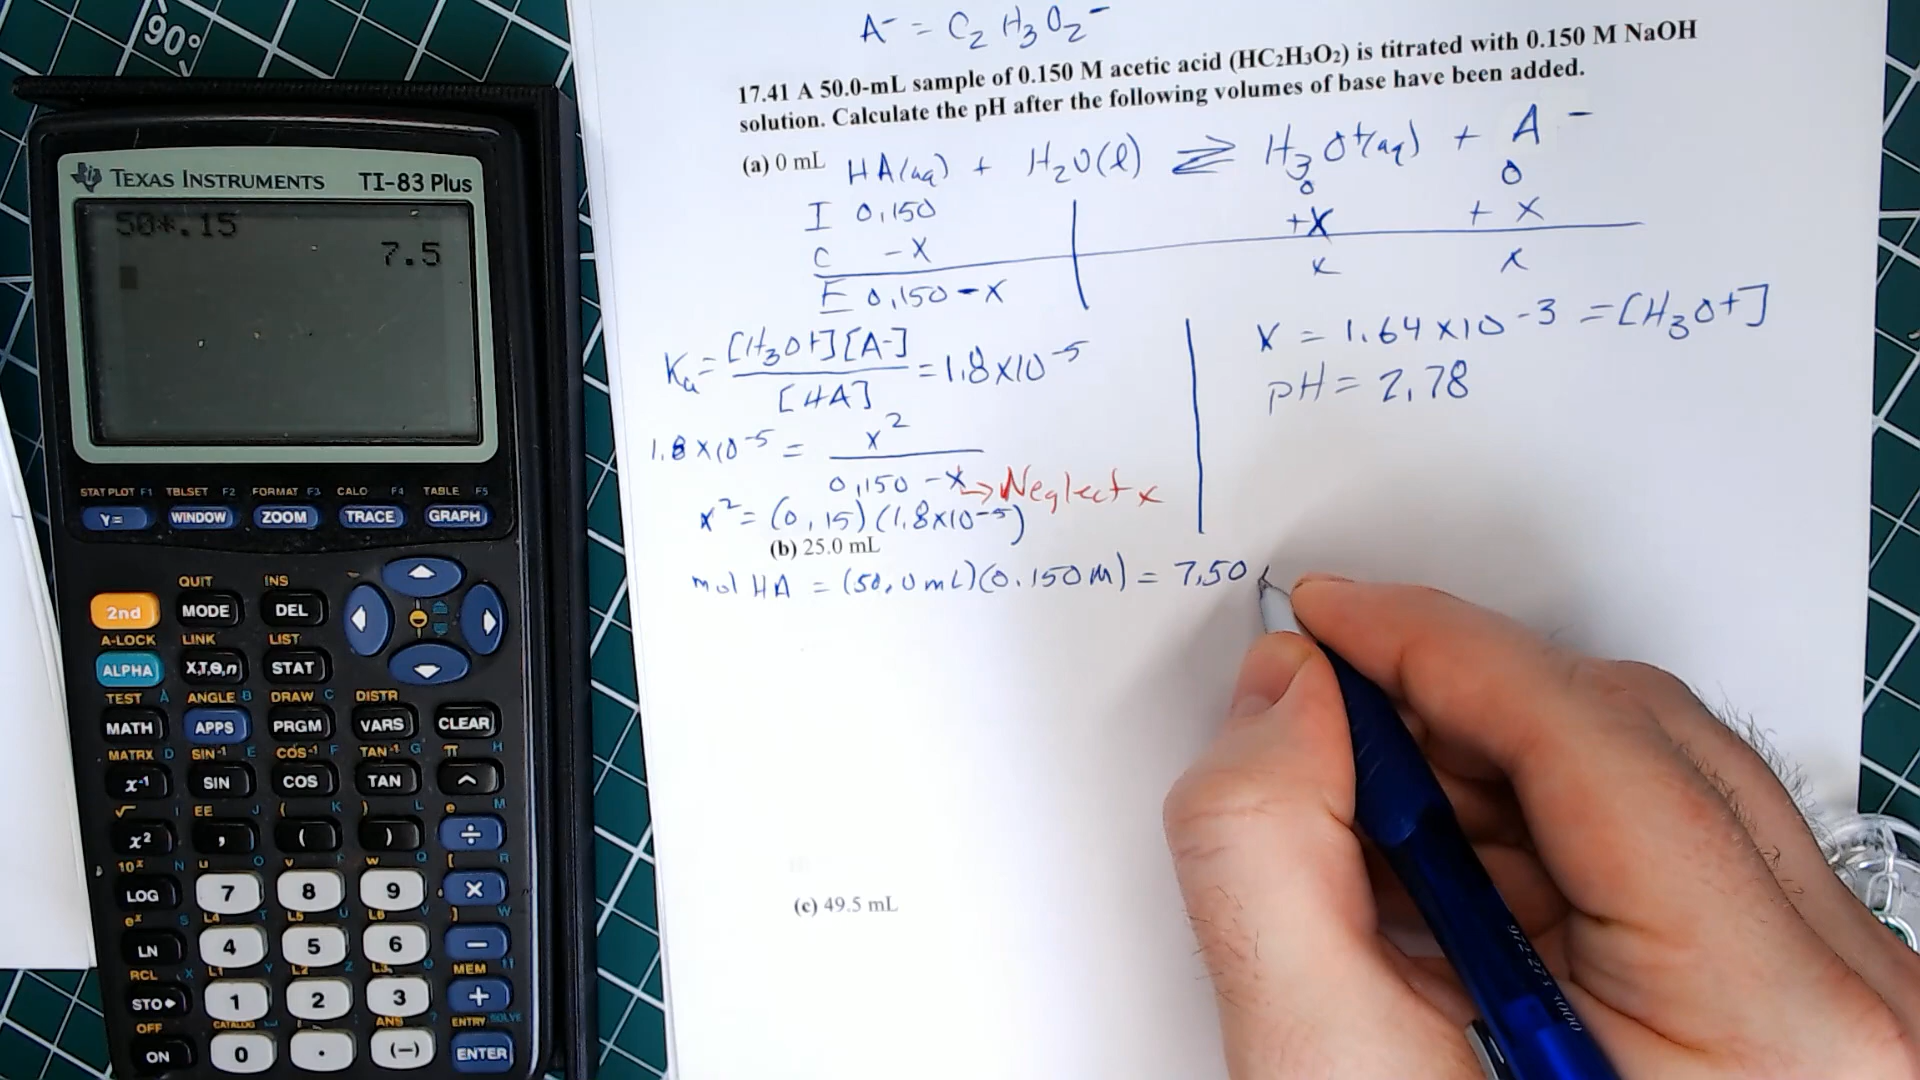 90°
A⁻ = C₂H₃O₂⁻
17.41 A 50.0-mL sample of 0.150 M acetic acid (HC₂H₃O₂) is titrated with 0.150 M NaOH
solution. Calculate the pH after the following volumes of base have been added.
(a) 0 mL HA(aq) + H₂O(l) ⇌ H₃O⁺(aq) + A⁻
I 0.150 0 0
C -X +X + X
E 0.150 - X X X
Ka = [H₃O+][A-] / [HA] = 1.8X10⁻⁵
1.8 X10⁻⁵ = x² / 0.150 - x → Neglect x
x² = (0.15)(1.8X10⁻⁵)
X = 1.64 X10⁻³ = [H₃O+]
pH = 2.78
(b) 25.0 mL
mol HA = (50.0 mL)(0.150M) = 7.50
(c) 49.5 mL
TEXAS INSTRUMENTS TI-83 Plus
50*.15
7.5
STAT PLOT F1 TBLSET F2 FORMAT F3 CALC F4 TABLE F5
Y= WINDOW ZOOM TRACE GRAPH
QUIT INS
2nd MODE DEL
A-LOCK LINK LIST
ALPHA X,T,Θ,n STAT
TEST A ANGLE B DRAW C DISTR
MATH APPS PRGM VARS CLEAR
MATRX D SIN⁻¹ E COS⁻¹ F TAN⁻¹ G π H
x⁻¹ SIN COS TAN ^
√ I EE J ( K ) L e M
x² , ( ) ÷
10ˣ N u O v P w Q [ R
LOG 7 8 9 ×
eˣ S L4 T L5 U L6 V ] W
LN 4 5 6 −
RCL X L1 Y L2 Z L3 θ MEM "
STO► 1 2 3 +
OFF CATALOG ANS ? ENTRY SOLVE
ON 0 . (−) ENTER